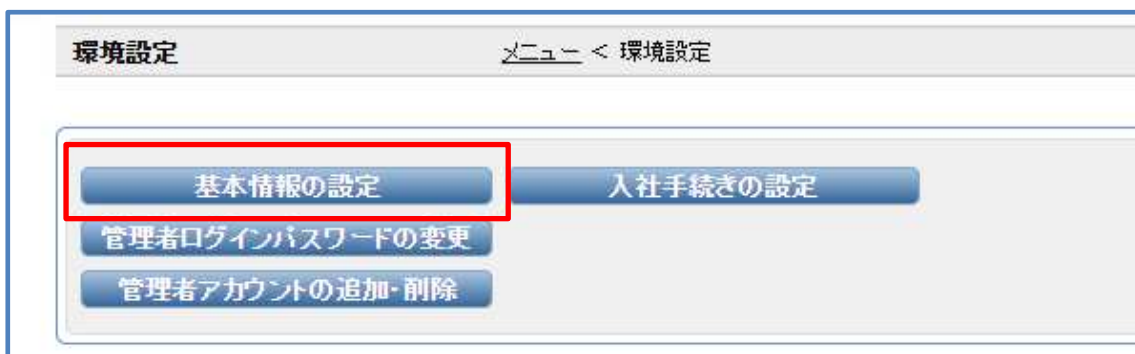 環境設定 メニュー < 環境設定
基本情報の設定 入社手続きの設定
管理者ログインパスワードの変更
管理者アカウントの追加・削除